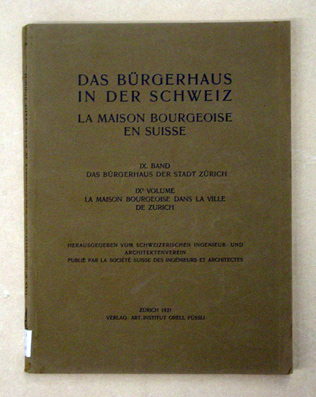 DAS BÜRGERHAUS
IN DER SCHWEIZ
LA MAISON BOURGEOISE
EN SUISSE
IX. BAND
DAS BÜRGERHAUS DER STADT ZÜRICH
IXᵉ VOLUME
LA MAISON BOURGEOISE DANS LA VILLE
DE ZURICH
HERAUSGEGEBEN VOM SCHWEIZERISCHEN INGENIEUR- UND
ARCHITEKTENVEREIN
PUBLIÉ PAR LA SOCIÉTÉ SUISSE DES INGÉNIEURS ET ARCHITECTES
ZÜRICH 1921
VERLAG: ART. INSTITUT ORELL FÜSSLI